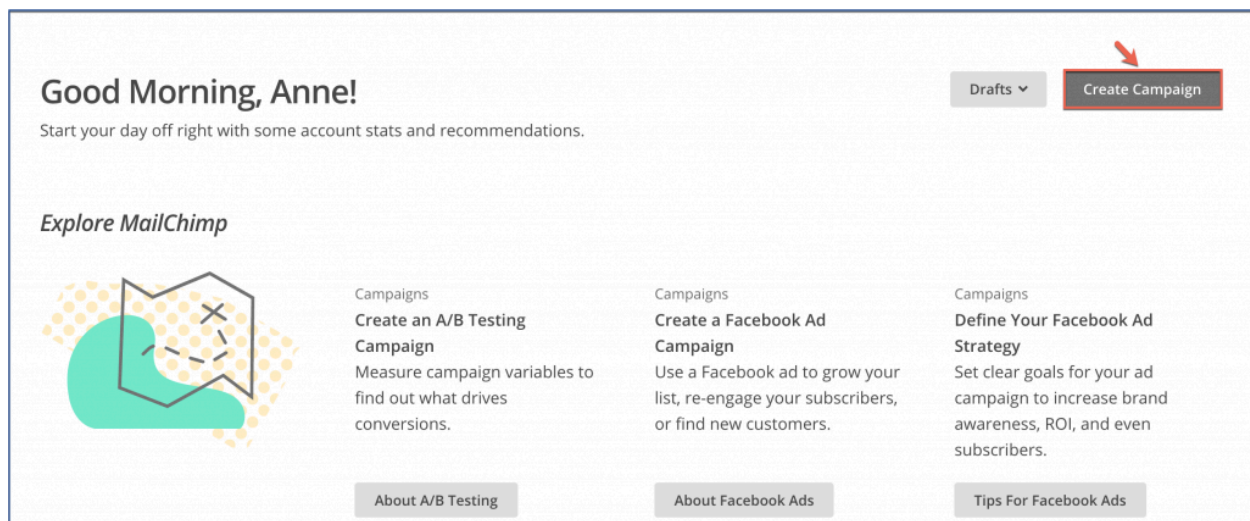 Good Morning, Anne!
Drafts
Create Campaign
Start your day off right with some account stats and recommendations.
Explore MailChimp
Campaigns
Create an A/B Testing
Campaign
Measure campaign variables to
find out what drives
conversions.
About A/B Testing
Campaigns
Create a Facebook Ad
Campaign
Use a Facebook ad to grow your
list, re-engage your subscribers,
or find new customers.
About Facebook Ads
Campaigns
Define Your Facebook Ad
Strategy
Set clear goals for your ad
campaign to increase brand
awareness, ROI, and even
subscribers.
Tips For Facebook Ads